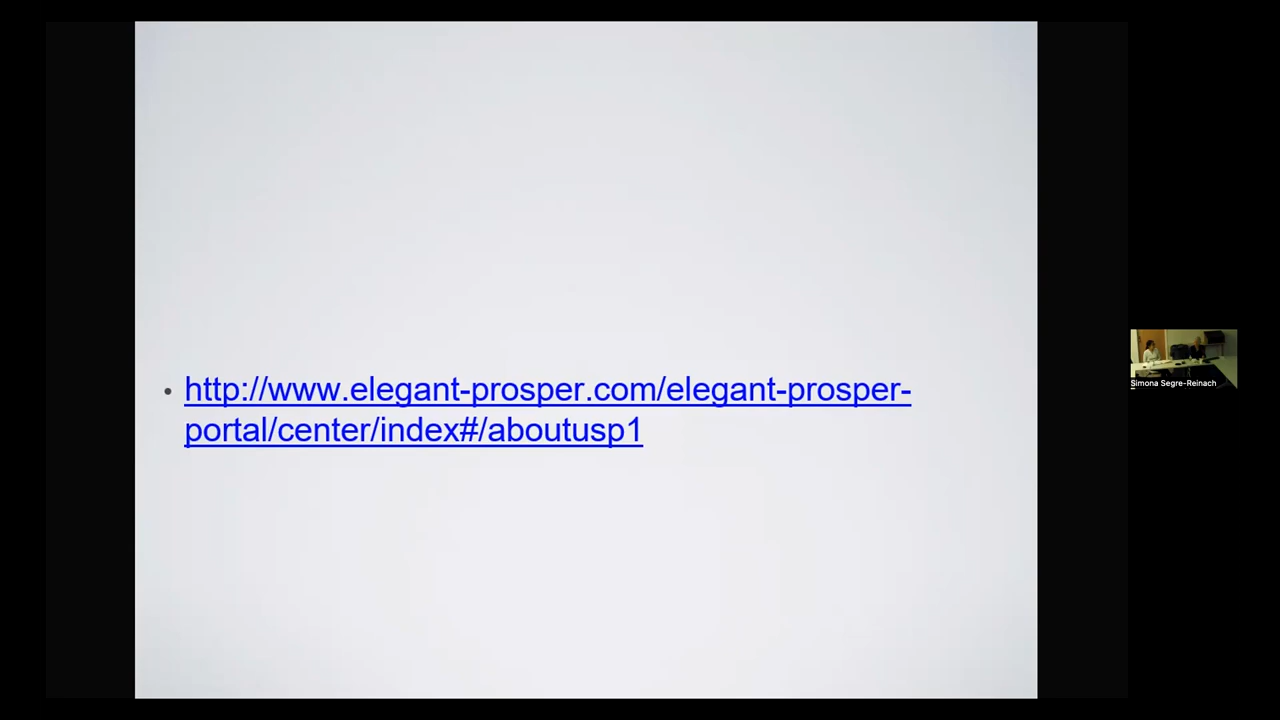 • http://www.elegant-prosper.com/elegant-prosper-
portal/center/index#/aboutusp1
Simona Segre-Reinach